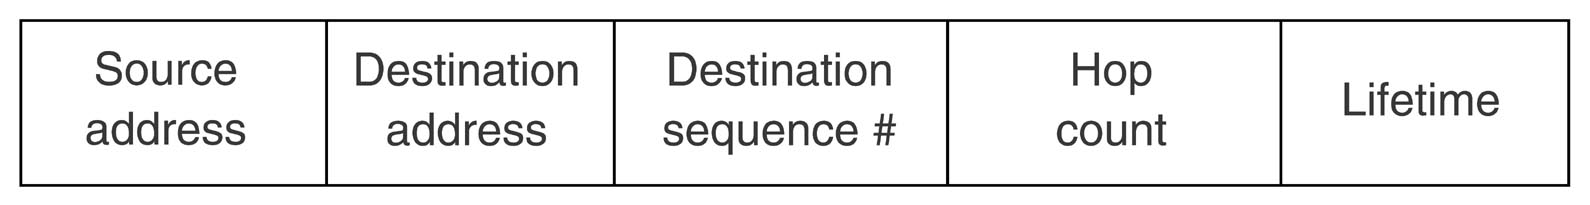 Source
address
Destination
address
Destination
sequence #
Hop
count
Lifetime